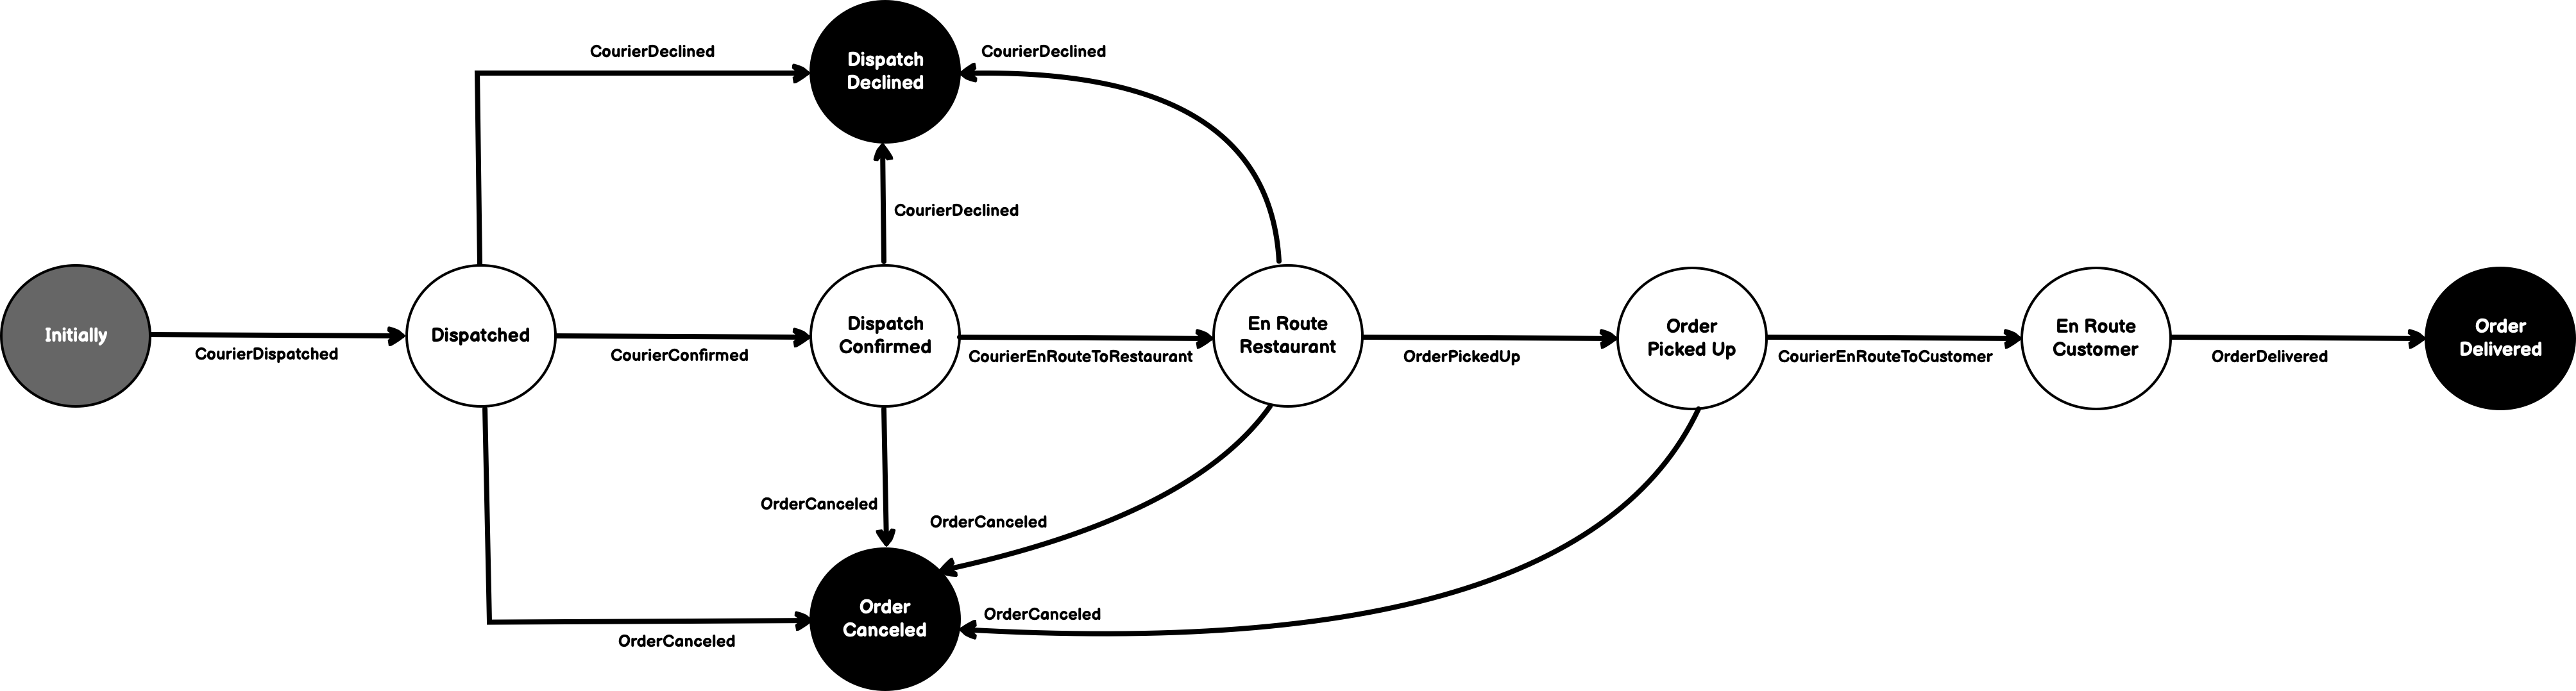 CourierDeclined
Dispatch
Declined
CourierDeclined
CourierDeclined
Initially
CourierDispatched
Dispatched
CourierConfirmed
Dispatch
Confirmed
CourierEnRouteToRestaurant
En Route
Restaurant
OrderPickedUp
Order
Picked Up
CourierEnRouteToCustomer
En Route
Customer
OrderDelivered
Order
Delivered
OrderCanceled
OrderCanceled
Order
Canceled
OrderCanceled
OrderCanceled